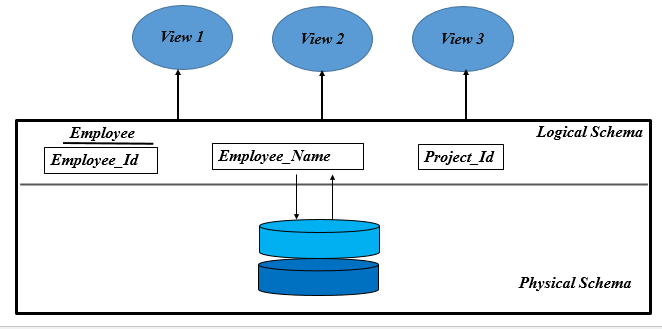 View 1
View 2
View 3
Logical Schema
Employee
Employee_Id
Employee_Name
Project_Id
Physical Schema